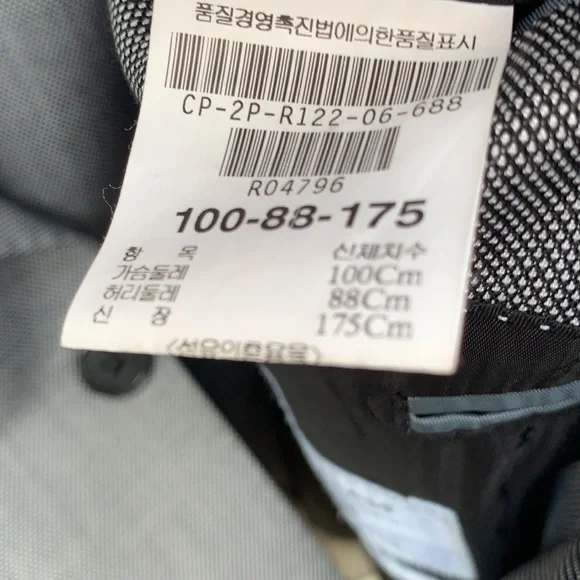 품질경영촉진법에의한품질표시
CP-2P-R122-06-688
R04796
100-88-175
항 목 신체치수
가슴둘레 100Cm
허리둘레 88Cm
신 장 175Cm